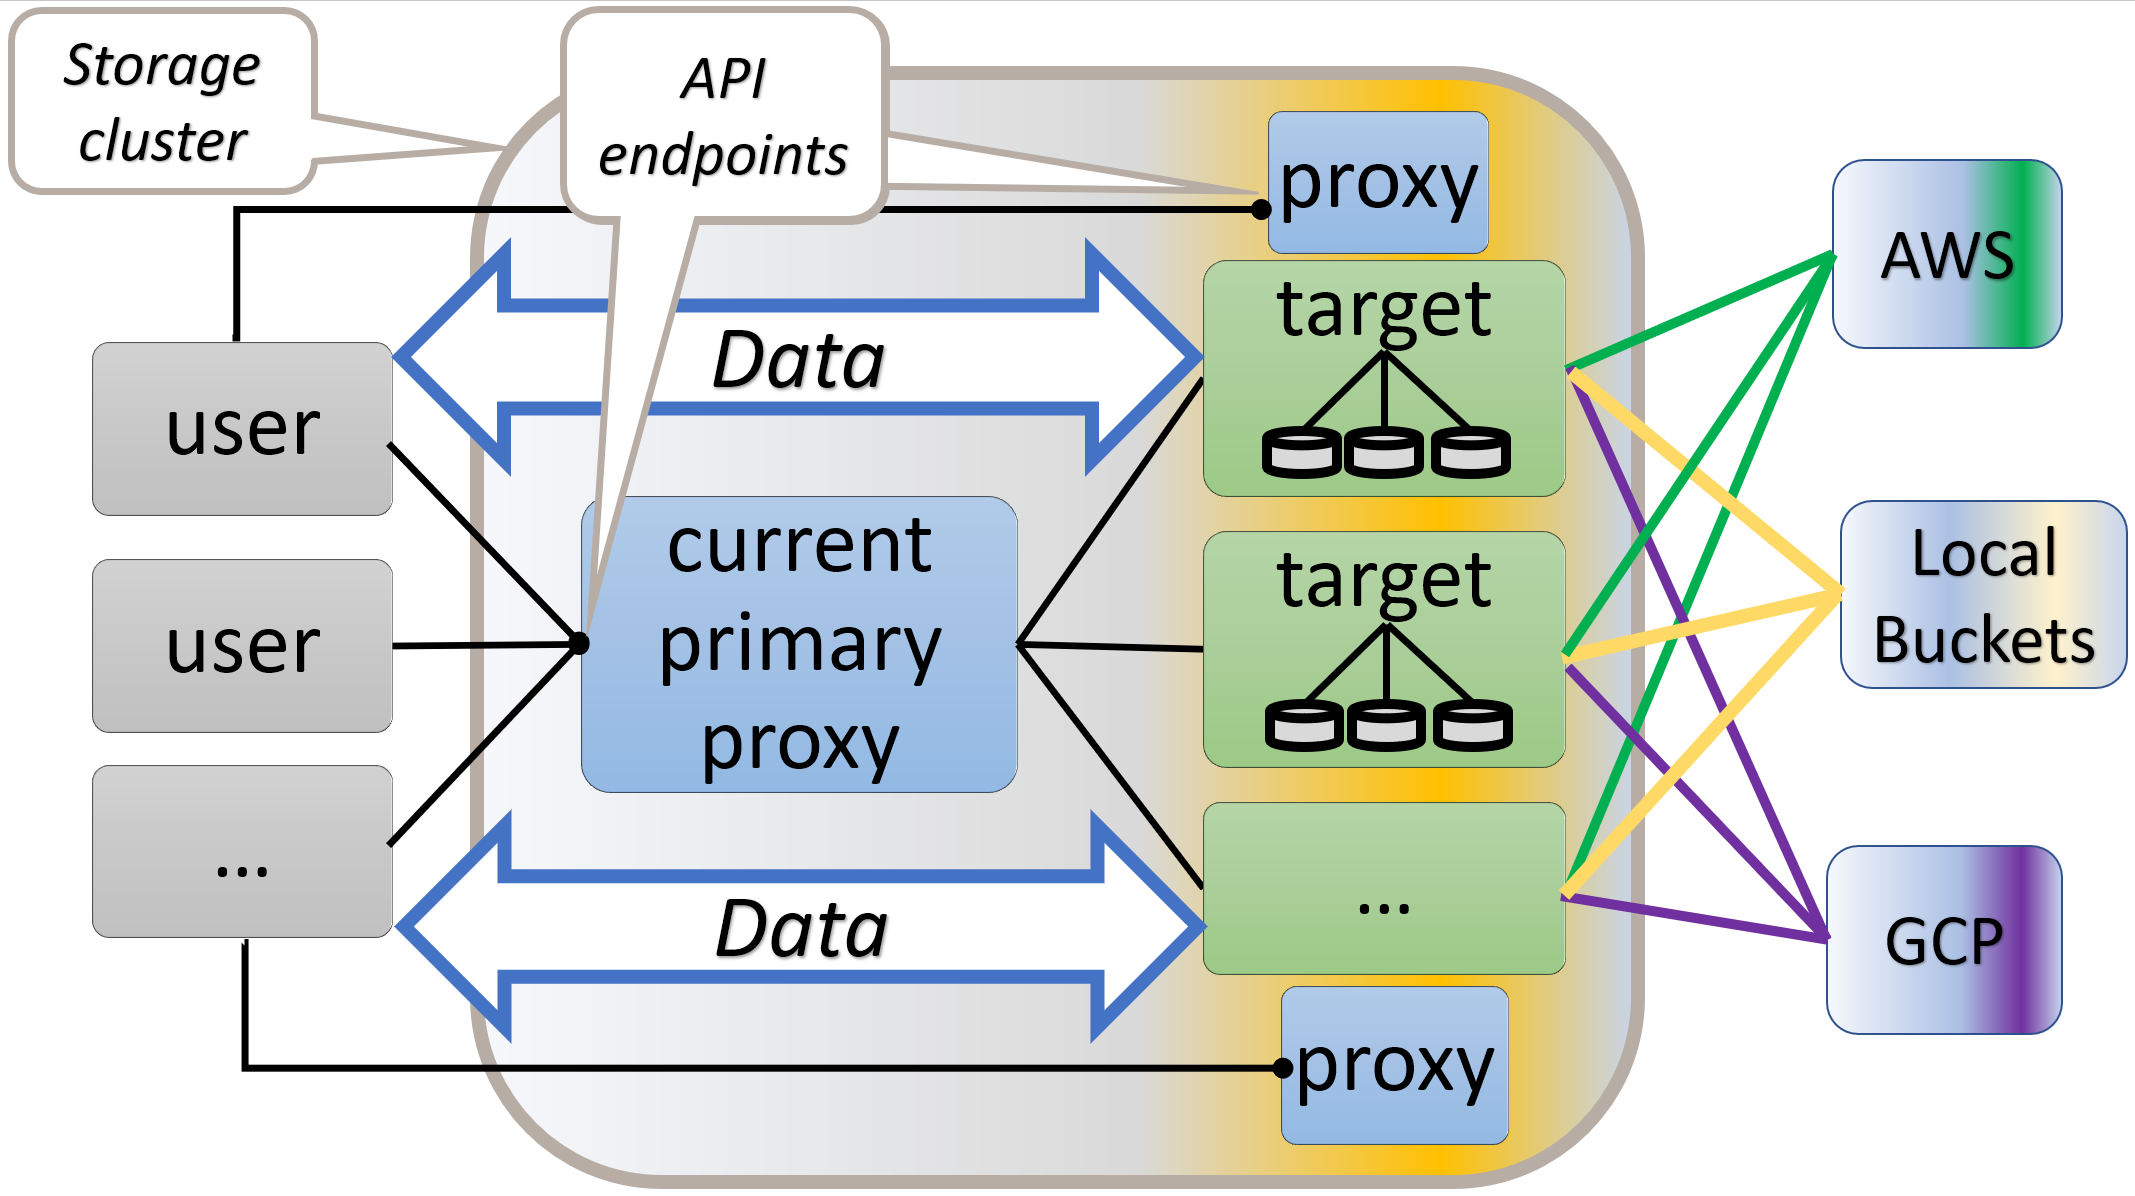 Storage
cluster
API
endpoints
proxy
AWS
target
Data
user
current
primary
proxy
target
Local
Buckets
user
...
Data
...
GCP
proxy